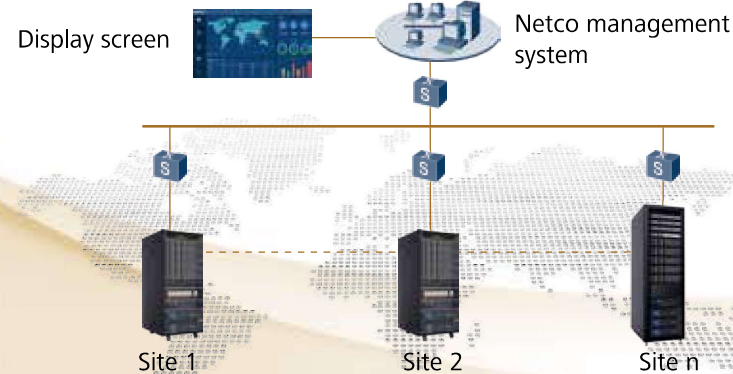 Display screen
Netco management
system
S
S
S
S
Site 1
Site 2
Site n